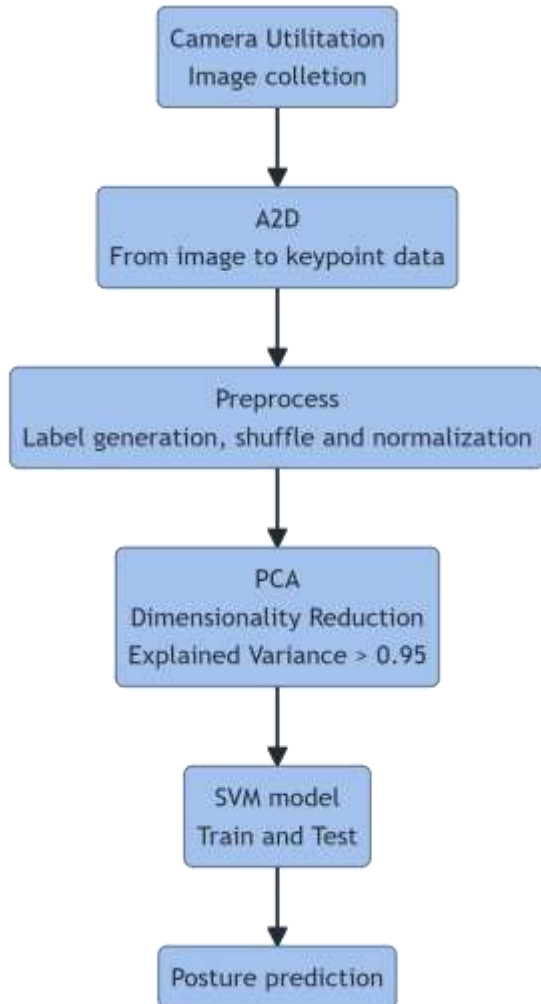 Camera Utilitation
Image colletion
A2D
From image to keypoint data
Preprocess
Label generation, shuffle and normalization
PCA
Dimensionality Reduction
Explained Variance > 0.95
SVM model
Train and Test
Posture prediction